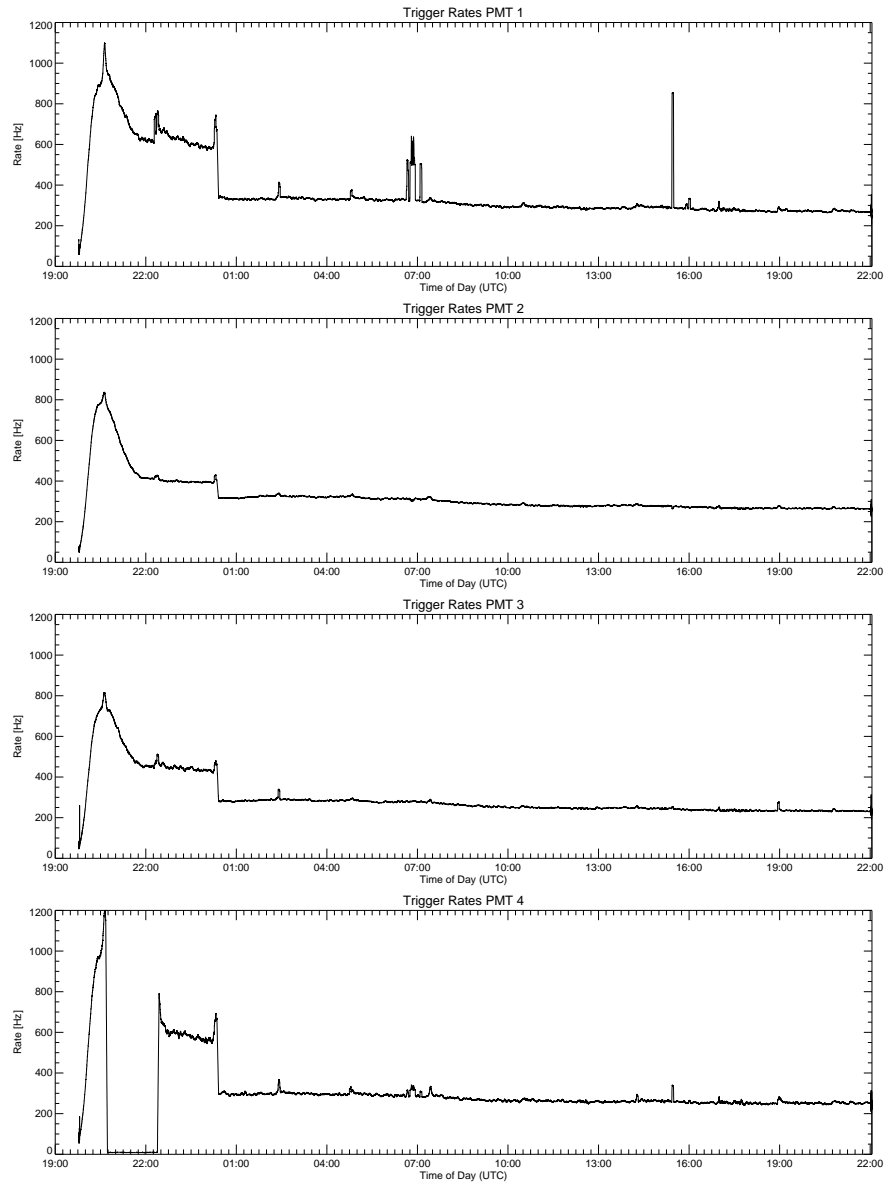 Trigger Rates PMT 1
1200
1000
800
600
400
200
0
Rate [Hz]
19:00 22:00 01:00 04:00 07:00 10:00 13:00 16:00 19:00 22:00
Time of Day (UTC)
Trigger Rates PMT 2
1200
1000
800
600
400
200
0
Rate [Hz]
19:00 22:00 01:00 04:00 07:00 10:00 13:00 16:00 19:00 22:00
Time of Day (UTC)
Trigger Rates PMT 3
1200
1000
800
600
400
200
0
Rate [Hz]
19:00 22:00 01:00 04:00 07:00 10:00 13:00 16:00 19:00 22:00
Time of Day (UTC)
Trigger Rates PMT 4
1200
1000
800
600
400
200
0
Rate [Hz]
19:00 22:00 01:00 04:00 07:00 10:00 13:00 16:00 19:00 22:00
Time of Day (UTC)